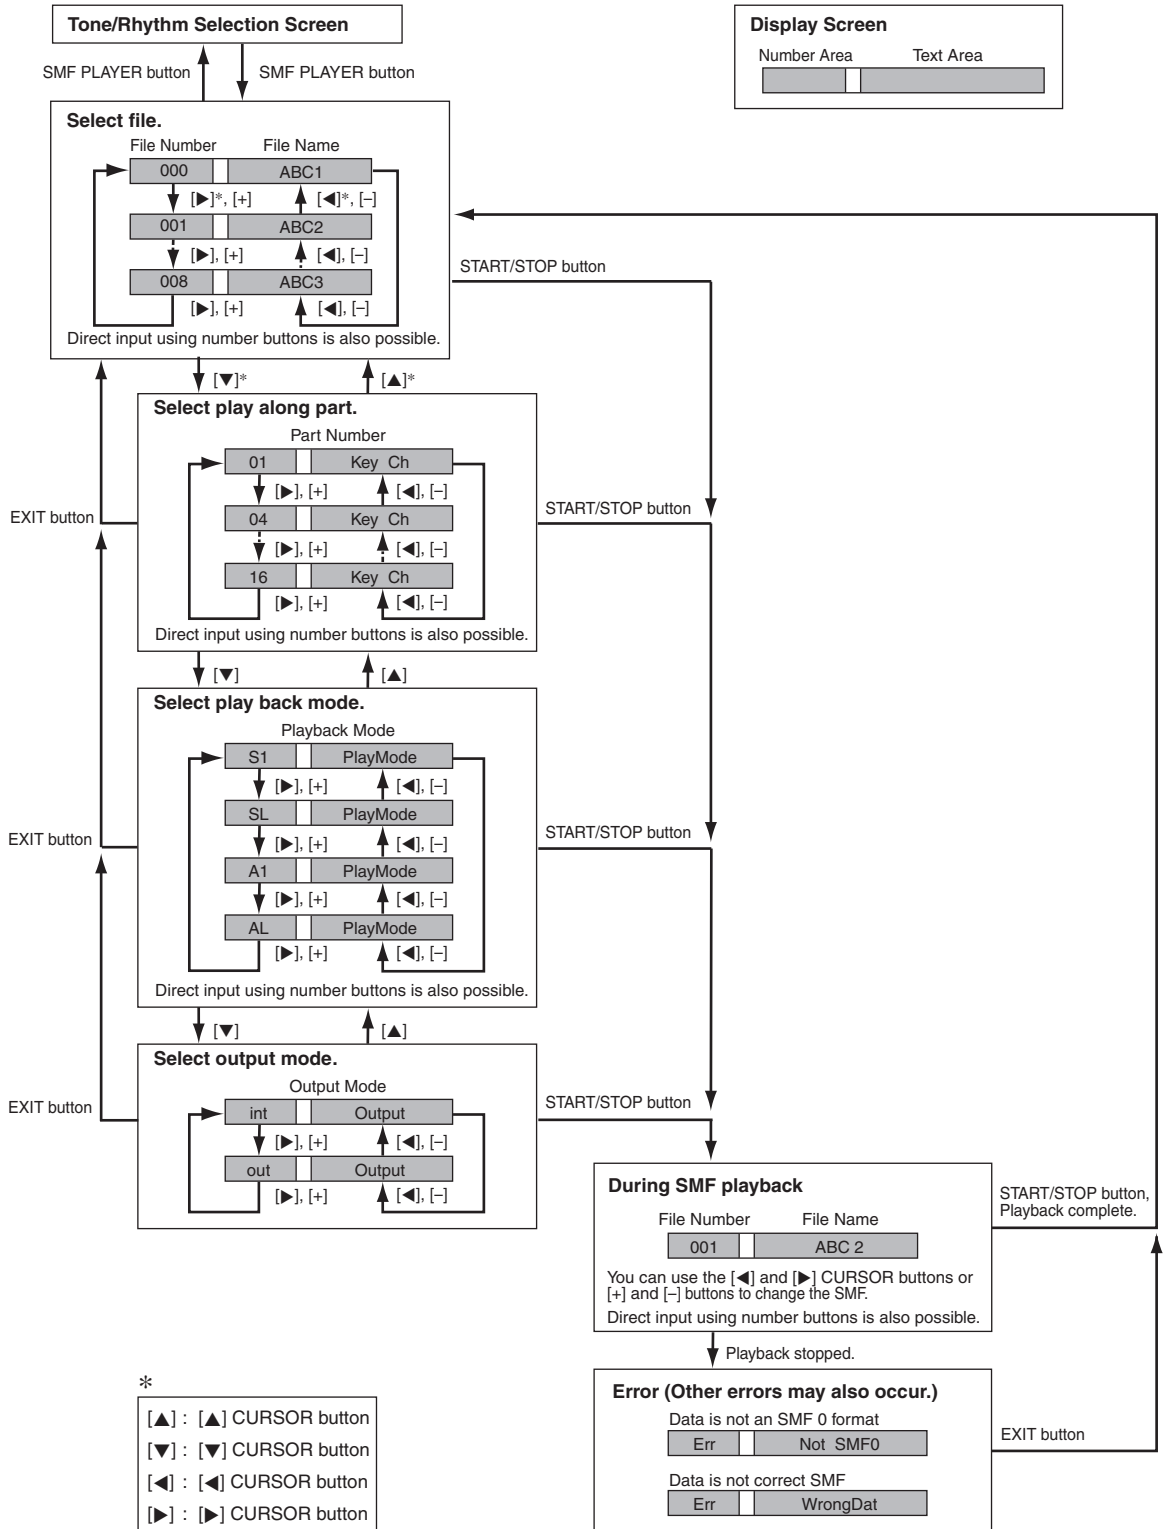 Tone/Rhythm Selection Screen
SMF PLAYER button
SMF PLAYER button
Display Screen
Number Area
Text Area
Select file.
File Number
File Name
000
ABC1
[▶]*, [+]
[◀]*, [–]
001
ABC2
[▶], [+]
[◀], [–]
008
ABC3
[▶], [+]
[◀], [–]
Direct input using number buttons is also possible.
START/STOP button
[▼]*
[▲]*
Select play along part.
Part Number
01
Key Ch
[▶], [+]
[◀], [–]
04
Key Ch
[▶], [+]
[◀], [–]
16
Key Ch
[▶], [+]
[◀], [–]
Direct input using number buttons is also possible.
EXIT button
START/STOP button
[▼]
[▲]
Select play back mode.
Playback Mode
S1
PlayMode
[▶], [+]
[◀], [–]
SL
PlayMode
[▶], [+]
[◀], [–]
A1
PlayMode
[▶], [+]
[◀], [–]
AL
PlayMode
[▶], [+]
[◀], [–]
Direct input using number buttons is also possible.
EXIT button
START/STOP button
[▼]
[▲]
Select output mode.
Output Mode
int
Output
[▶], [+]
[◀], [–]
out
Output
[▶], [+]
[◀], [–]
EXIT button
START/STOP button
During SMF playback
File Number
File Name
001
ABC 2
You can use the [◀] and [▶] CURSOR buttons or
[+] and [–] buttons to change the SMF.
Direct input using number buttons is also possible.
START/STOP button,
Playback complete.
Playback stopped.
Error (Other errors may also occur.)
Data is not an SMF 0 format
Err
Not SMF0
Data is not correct SMF
Err
WrongDat
EXIT button
*
[▲] : [▲] CURSOR button
[▼] : [▼] CURSOR button
[◀] : [◀] CURSOR button
[▶] : [▶] CURSOR button